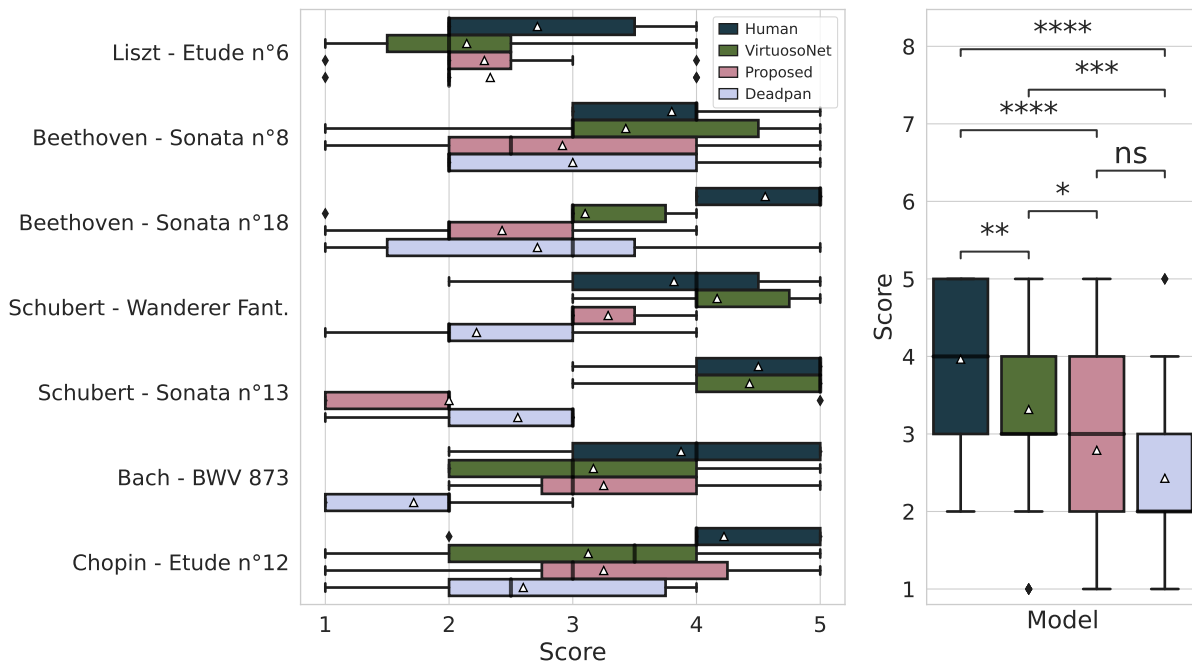 Liszt - Etude n°6
Beethoven - Sonata n°8
Beethoven - Sonata n°18
Schubert - Wanderer Fant.
Schubert - Sonata n°13
Bach - BWV 873
Chopin - Etude n°12
Human
VirtuosoNet
Proposed
Deadpan
1 2 3 4 5
Score
****
***
****
ns
*
**
8
7
6
5
4
3
2
1
Score
Model